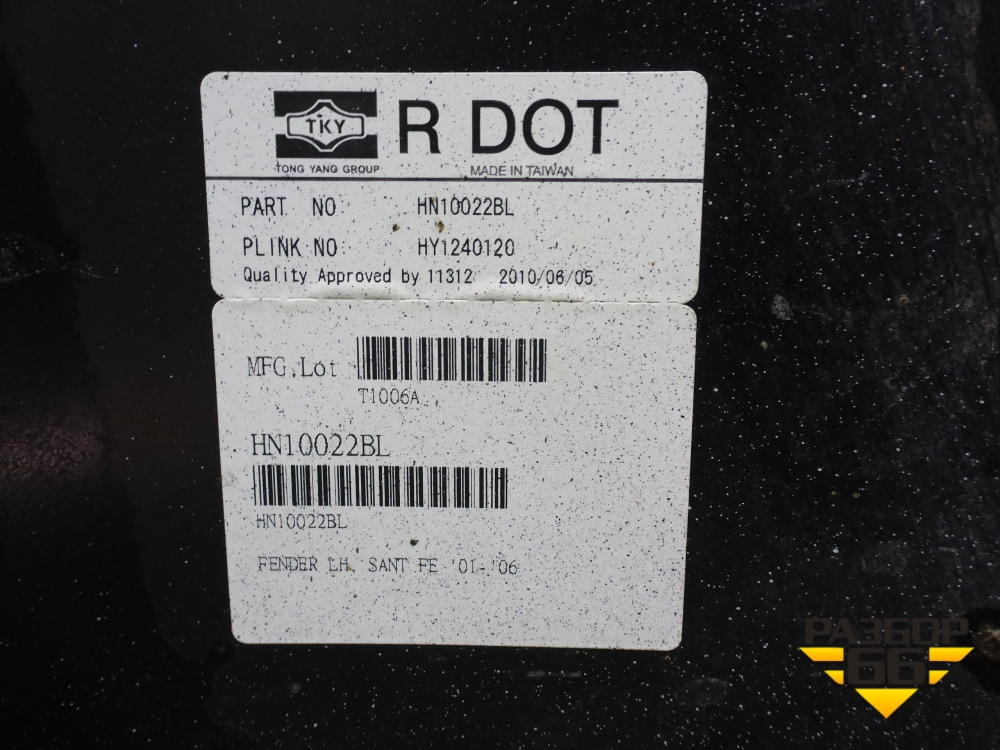 TKY
R DOT
TONG YANG GROUP
MADE IN TAIWAN
PART NO HN10022BL
PLINK NO HY1240120
Quality Approved by 11312 2010/06/05
MFG.Lot
T1006A
HN10022BL
HN10022BL
FENDER LH. SANT FE '01-'06
РАЗБОР
66